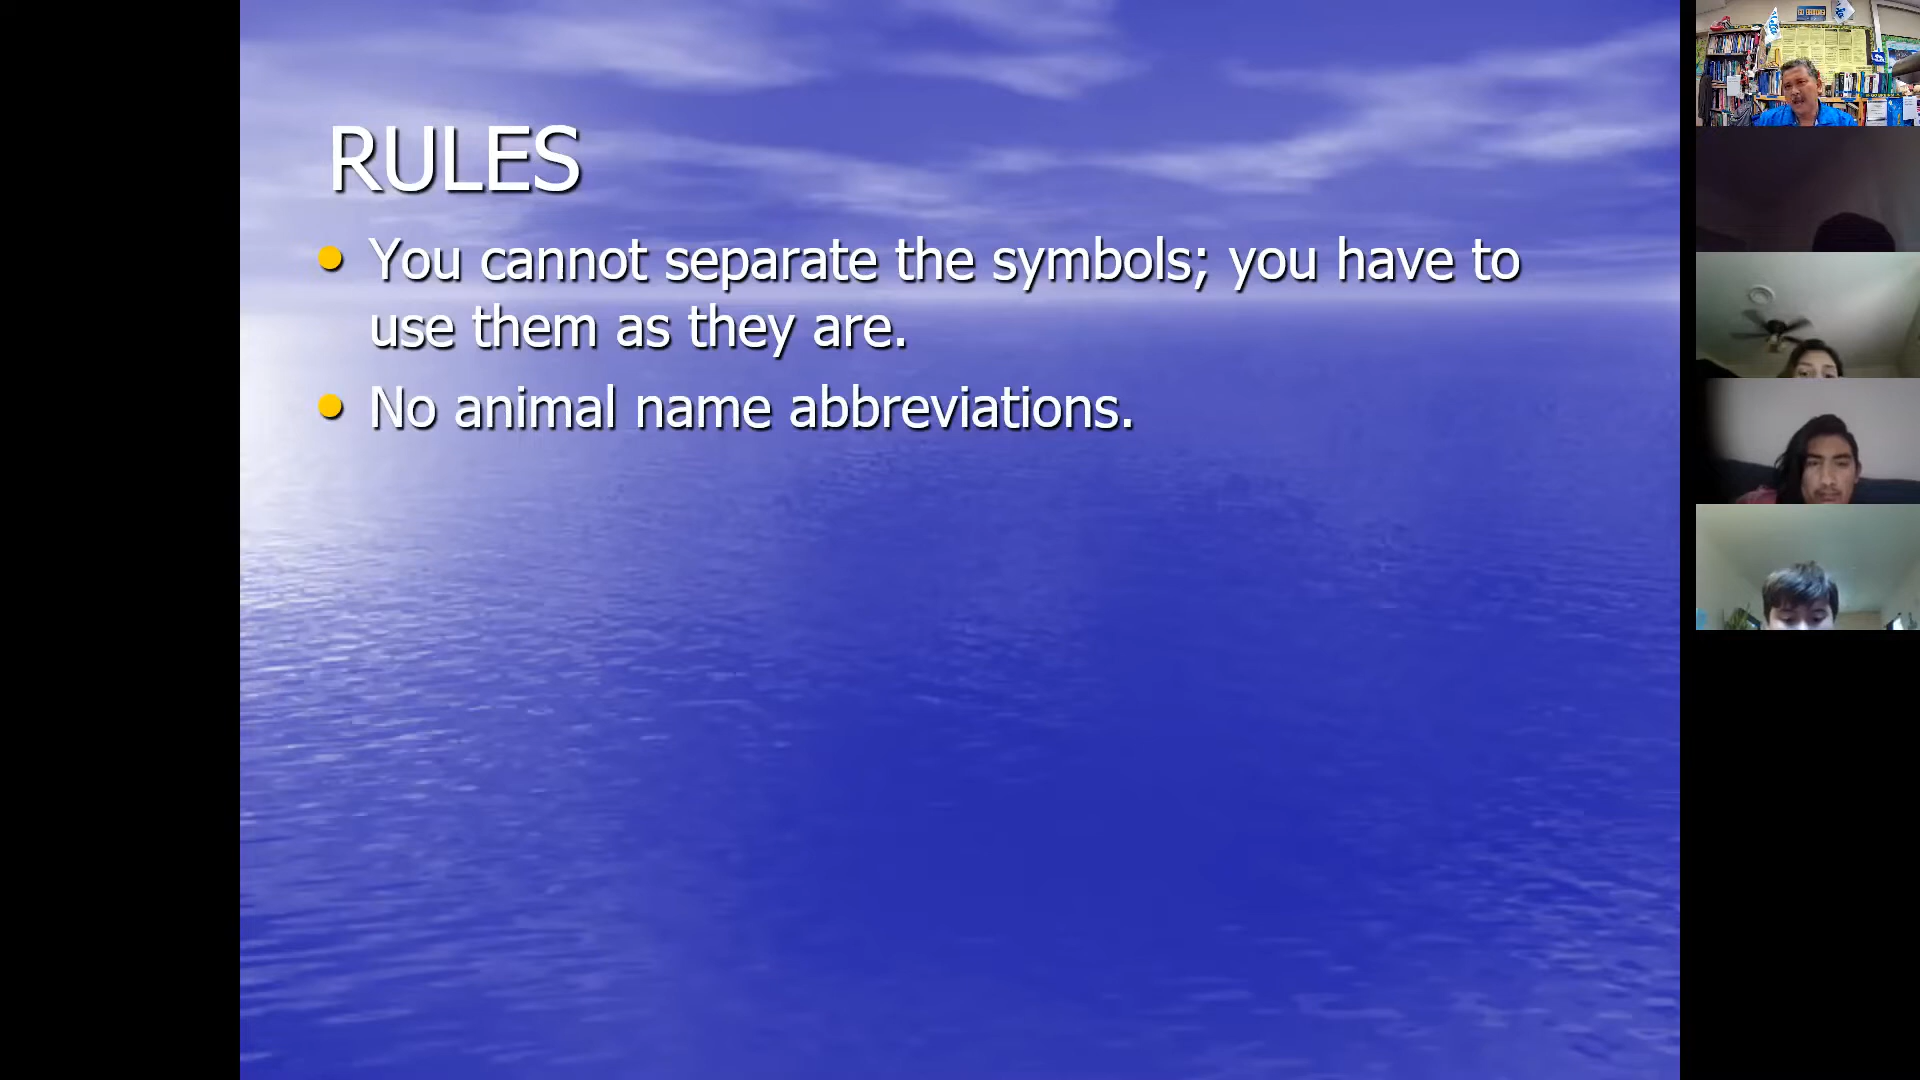 RULES
You cannot separate the symbols; you have to
use them as they are.
No animal name abbreviations.